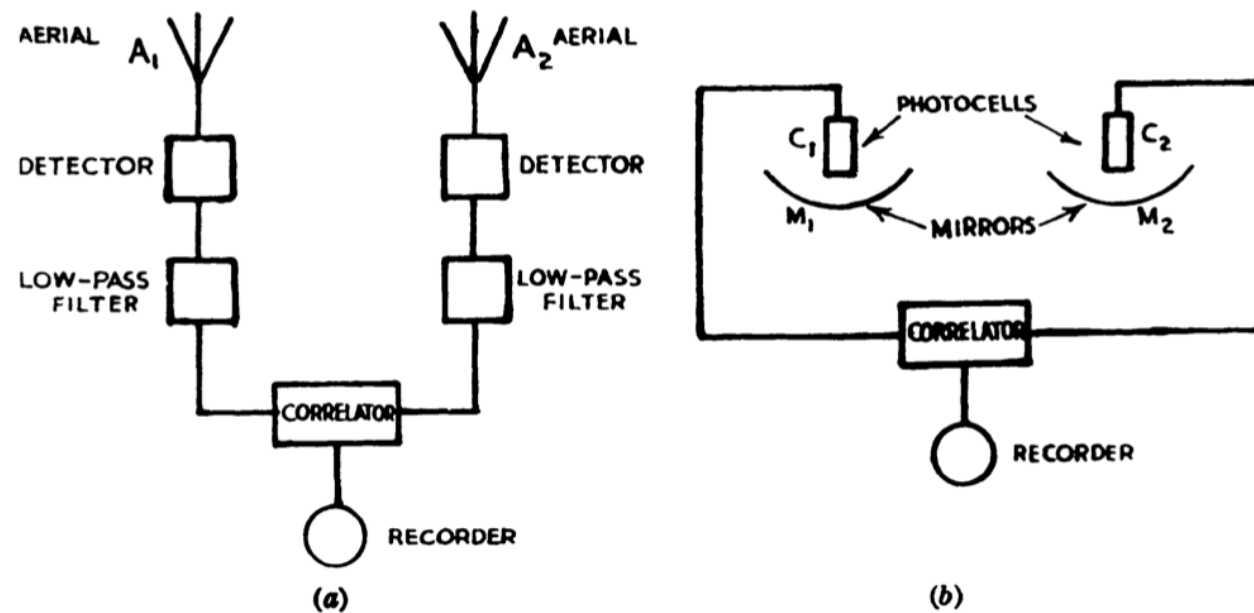 AERIAL A₁ A₂ AERIAL
DETECTOR DETECTOR
LOW-PASS
FILTER
LOW-PASS
FILTER
CORRELATOR
RECORDER
(a)
PHOTOCELLS
C₁ C₂
M₁ MIRRORS M₂
CORRELATOR
RECORDER
(b)